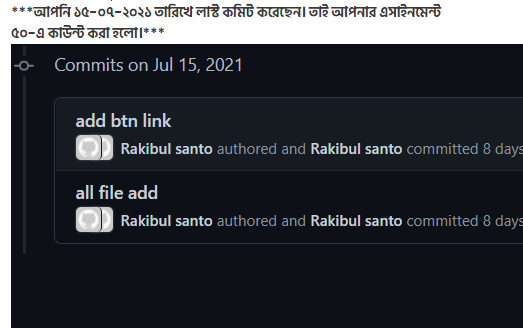 ***আপনি ১৫-০৭-২০২১ তারিখে লাস্ট কমিট করেছেন। তাই আপনার এসাইনমেন্ট
৫০-এ কাউন্ট করা হলো।***
Commits on Jul 15, 2021
add btn link
Rakibul santo authored and Rakibul santo committed 8 days
all file add
Rakibul santo authored and Rakibul santo committed 8 days